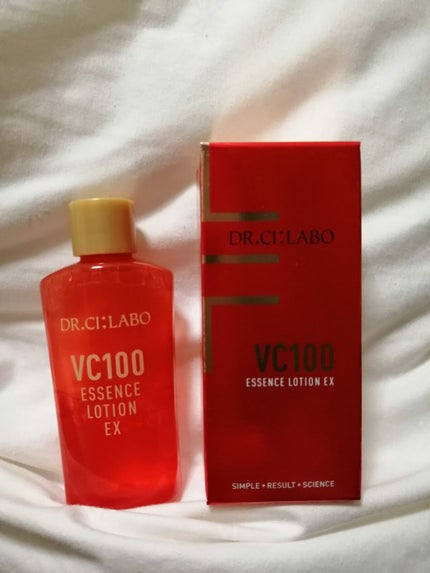 DR.CI:LABO
VC100
ESSENCE
LOTION
EX
DR.CI:LABO
VC100
ESSENCE LOTION EX
SIMPLE + RESULT + SCIENCE